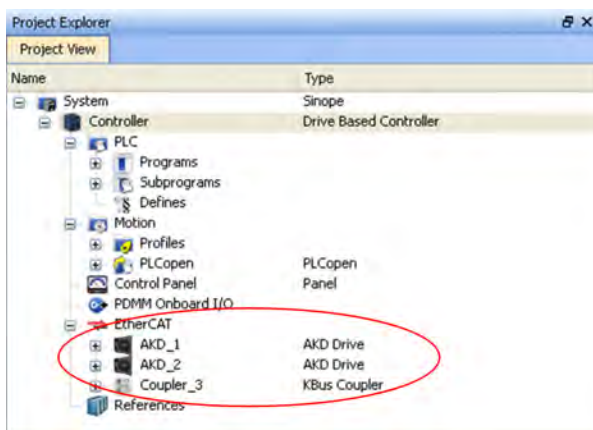 Project Explorer
Project View
Name Type
System Sinope
Controller Drive Based Controller
PLC
Programs
Subprograms
Defines
Motion
Profiles
PLCopen PLCopen
Control Panel Panel
PDMM Onboard I/O
EtherCAT
AKD_1 AKD Drive
AKD_2 AKD Drive
Coupler_3 KBus Coupler
References